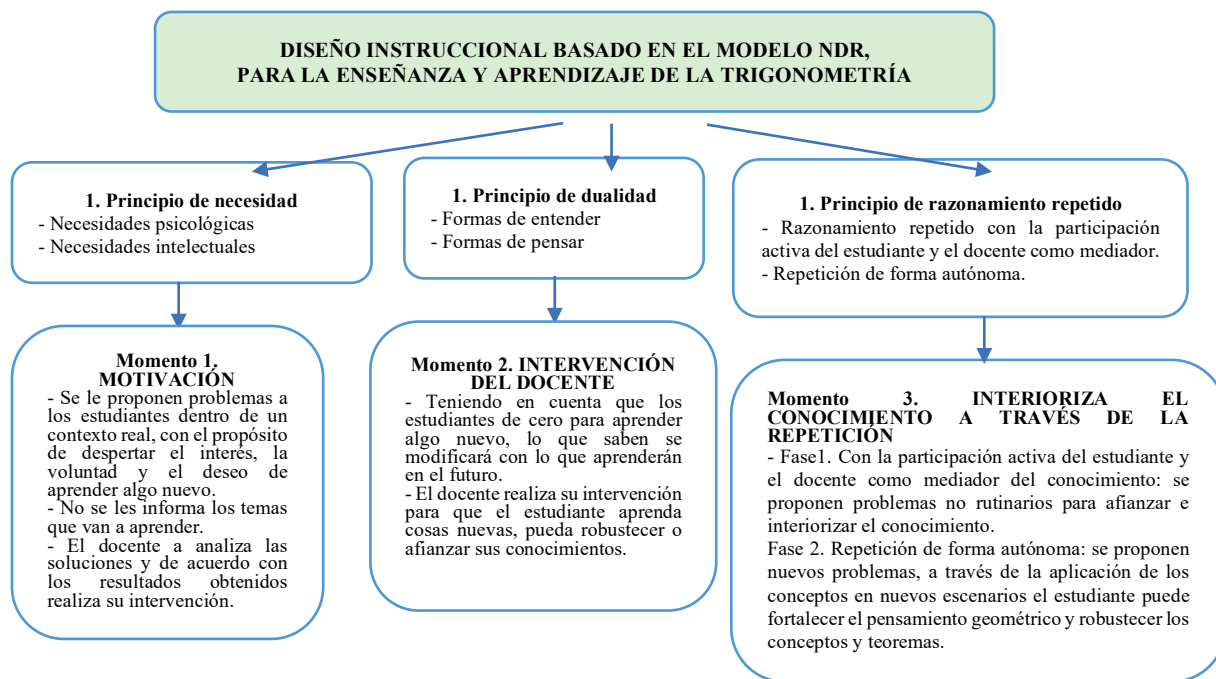 DISEÑO INSTRUCCIONAL BASADO EN EL MODELO NDR,
PARA LA ENSEÑANZA Y APRENDIZAJE DE LA TRIGONOMETRÍA
1. Principio de necesidad
- Necesidades psicológicas
- Necesidades intelectuales
1. Principio de dualidad
- Formas de entender
- Formas de pensar
1. Principio de razonamiento repetido
- Razonamiento repetido con la participación
activa del estudiante y el docente como mediador.
- Repetición de forma autónoma.
Momento 1.
MOTIVACIÓN
- Se le proponen problemas a
los estudiantes dentro de un
contexto real, con el propósito
de despertar el interés, la
voluntad y el deseo de
aprender algo nuevo.
- No se les informa los temas
que van a aprender.
- El docente a analiza las
soluciones y de acuerdo con
los resultados obtenidos
realiza su intervención.
Momento 2. INTERVENCIÓN
DEL DOCENTE
- Teniendo en cuenta que los
estudiantes de cero para aprender
algo nuevo, lo que saben se
modificará con lo que aprenderán
en el futuro.
- El docente realiza su intervención
para que el estudiante aprenda
cosas nuevas, pueda robustecer o
afianzar sus conocimientos.
Momento 3. INTERIORIZA EL
CONOCIMIENTO A TRAVÉS DE LA
REPETICIÓN
- Fase1. Con la participación activa del estudiante y
el docente como mediador del conocimiento: se
proponen problemas no rutinarios para afianzar e
interiorizar el conocimiento.
Fase 2. Repetición de forma autónoma: se proponen
nuevos problemas, a través de la aplicación de los
conceptos en nuevos escenarios el estudiante puede
fortalecer el pensamiento geométrico y robustecer los
conceptos y teoremas.